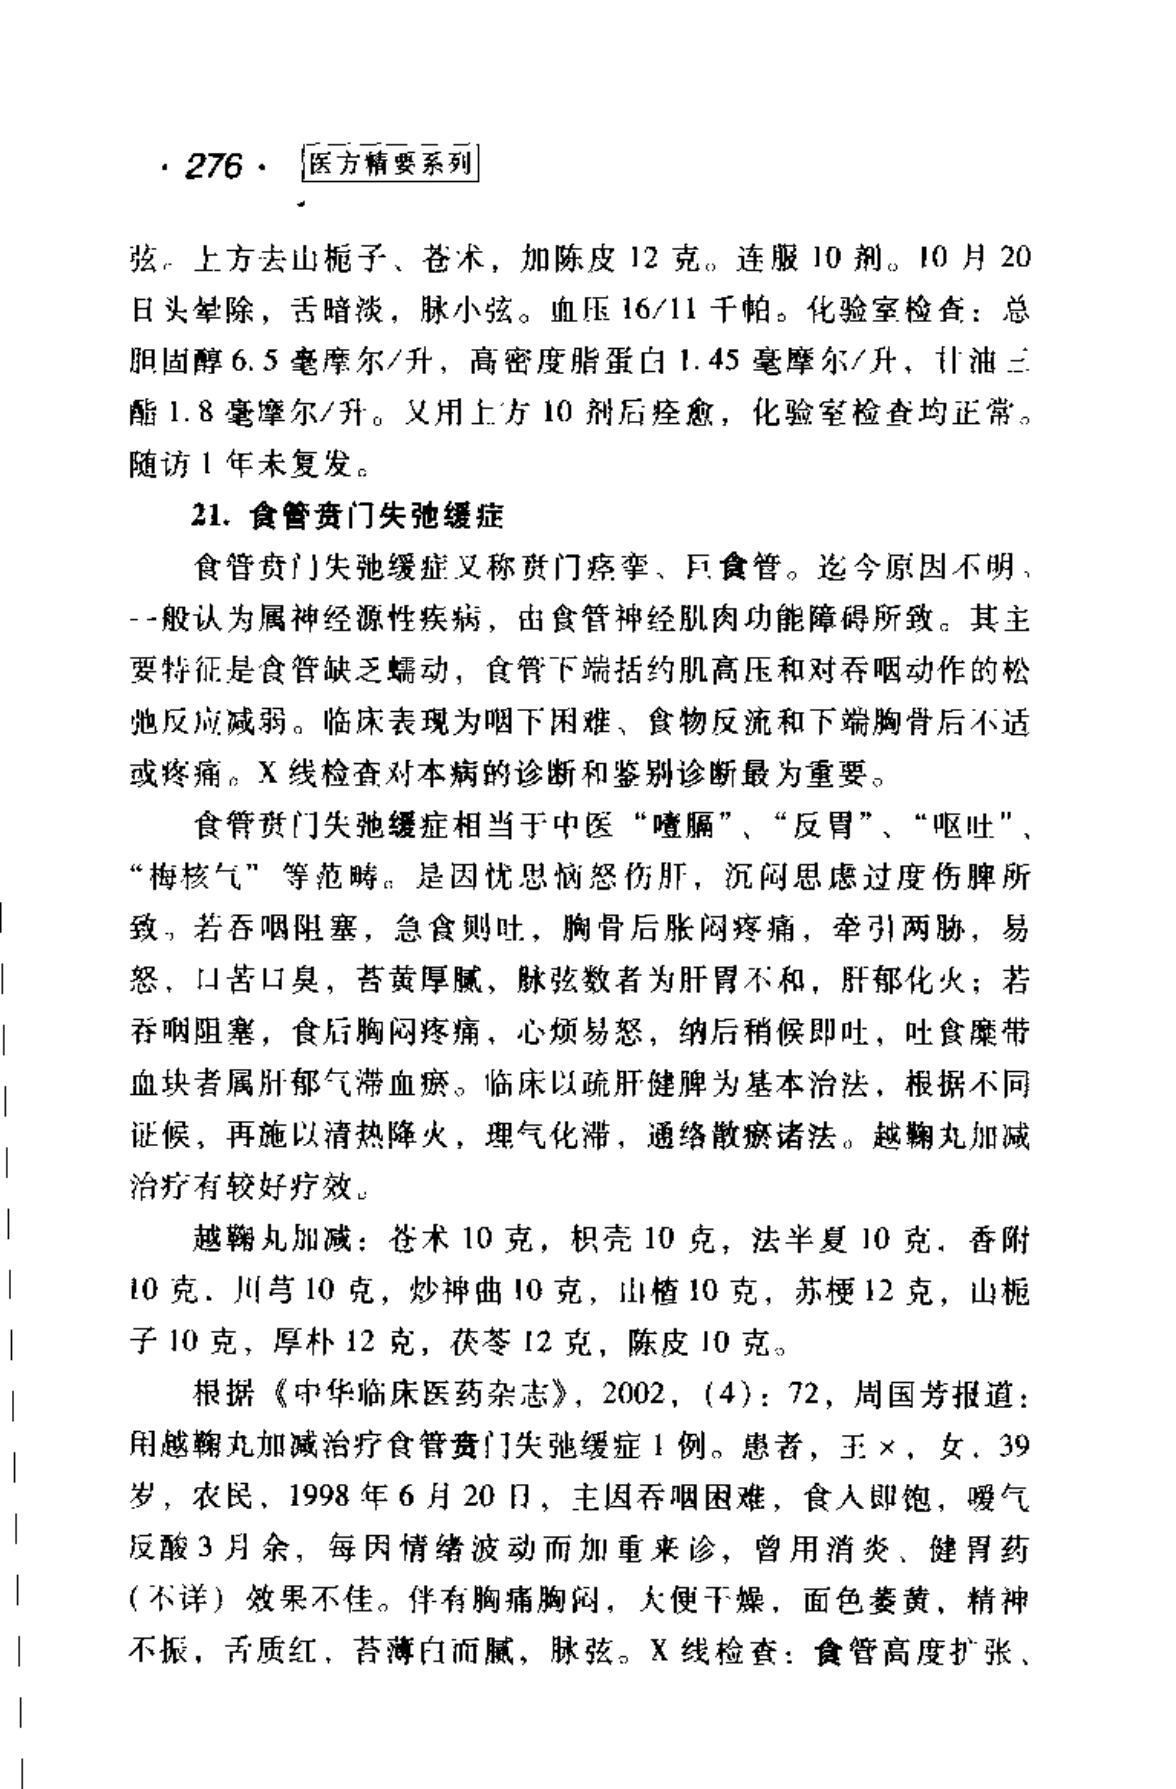 ·276· 医方精要系列
弦。上方去山栀子、苍术，加陈皮 12 克。连服 10 剂。10 月 20
日头晕除，舌暗淡，脉小弦。血压 16/11 千帕。化验室检查：总
胆固醇 6.5 毫摩尔/升，高密度脂蛋白 1.45 毫摩尔/升，甘油三
酯 1.8 毫摩尔/升。又用上方 10 剂后痊愈，化验室检查均正常。
随访 1 年未复发。
21. 食管贲门失弛缓症
食管贲门失弛缓症又称贲门痉挛、巨食管。迄今原因不明，
一般认为属神经源性疾病，由食管神经肌肉功能障碍所致。其主
要特征是食管缺乏蠕动，食管下端括约肌高压和对吞咽动作的松
弛反应减弱。临床表现为咽下困难、食物反流和下端胸骨后不适
或疼痛。X 线检查对本病的诊断和鉴别诊断最为重要。
食管贲门失弛缓症相当于中医“噎膈”、“反胃”、“呕吐”、
“梅核气”等范畴。是因忧思恼怒伤肝，沉闷思虑过度伤脾所
致。若吞咽阻塞，急食则吐，胸骨后胀闷疼痛，牵引两胁，易
怒，口苦口臭，苔黄厚腻，脉弦数者为肝胃不和，肝郁化火；若
吞咽阻塞，食后胸闷疼痛，心烦易怒，纳后稍候即吐，吐食糜带
血块者属肝郁气滞血瘀。临床以疏肝健脾为基本治法，根据不同
证候，再施以清热降火，理气化滞，通络散瘀诸法。越鞠丸加减
治疗有较好疗效。
越鞠丸加减：苍术 10 克，枳壳 10 克，法半夏 10 克，香附
10 克，川芎 10 克，炒神曲 10 克，山楂 10 克，苏梗 12 克，山栀
子 10 克，厚朴 12 克，茯苓 12 克，陈皮 10 克。
根据《中华临床医药杂志》，2002，(4)：72，周国芳报道：
用越鞠丸加减治疗食管贲门失弛缓症 1 例。患者，王×，女，39
岁，农民，1998 年 6 月 20 日，主因吞咽困难，食入即饱，嗳气
反酸 3 月余，每因情绪波动而加重来诊，曾用消炎、健胃药
(不详) 效果不佳。伴有胸痛胸闷，大便干燥，面色萎黄，精神
不振，舌质红，苔薄白而腻，脉弦。X 线检查：食管高度扩张、